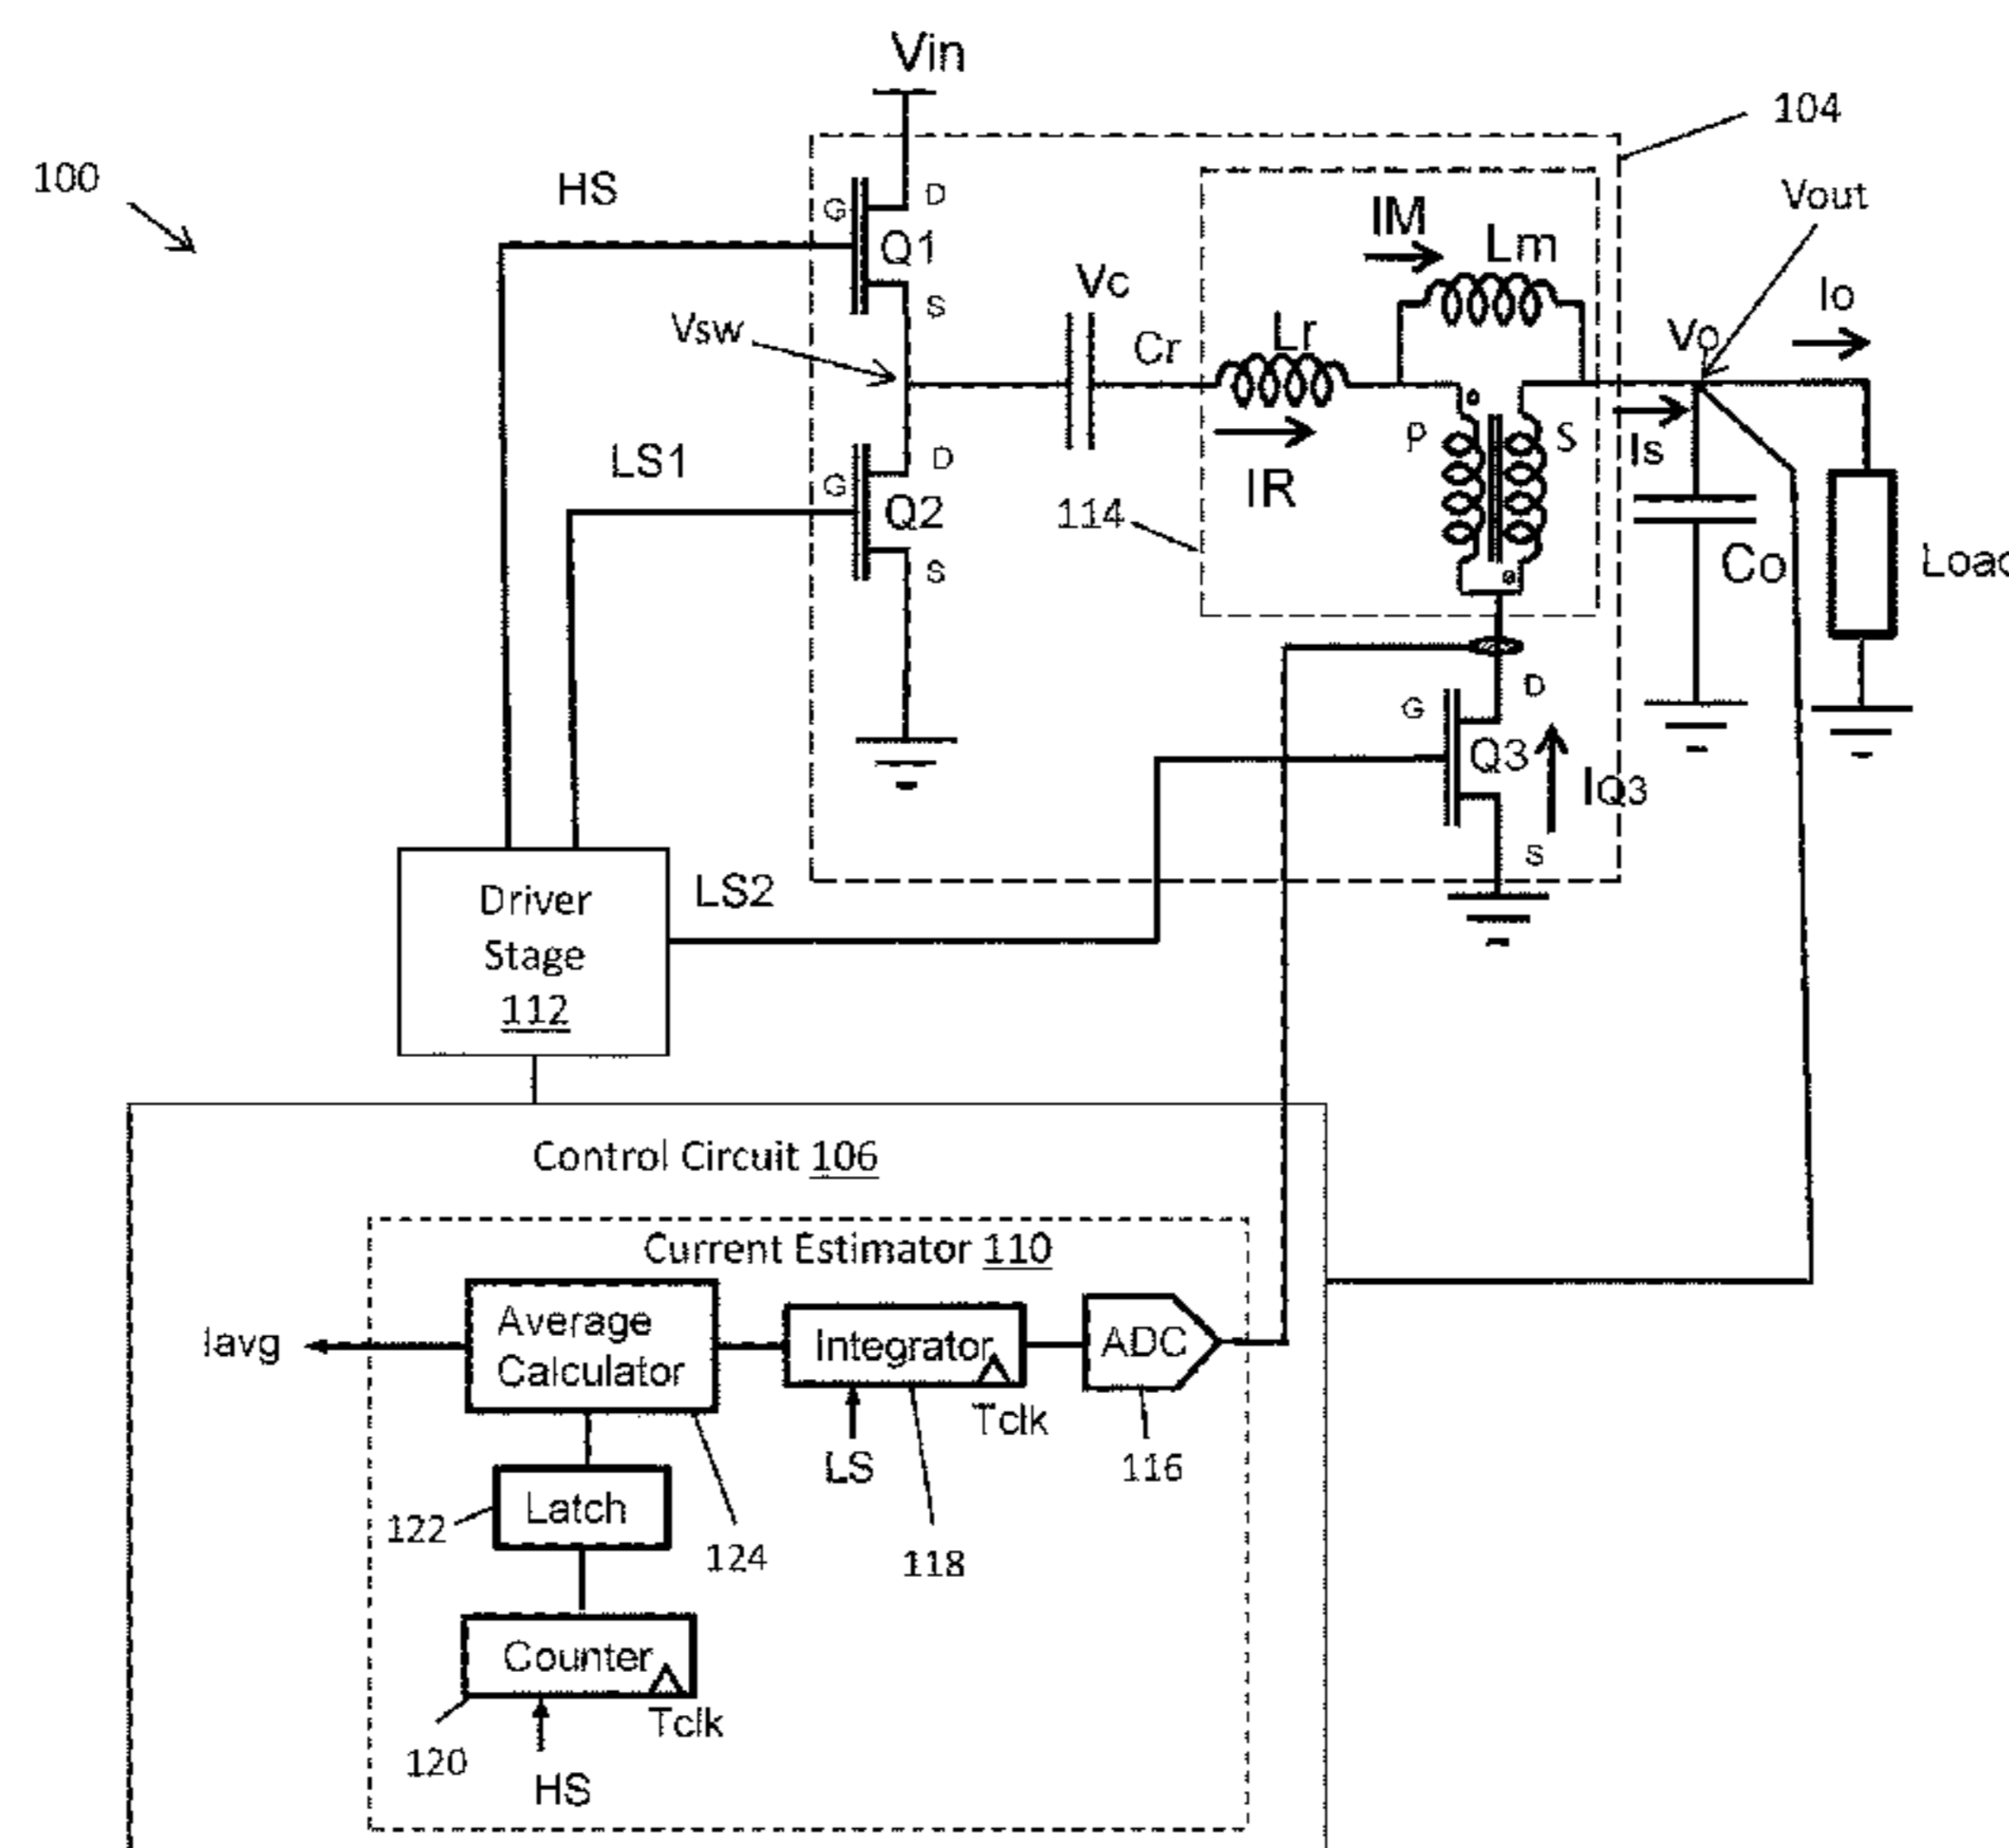 Vin
104
100
HS
D
G
Q1
S
IM
Lm
Vout
Vc
Lr
Io
Vsw
Cr
Vo
LS1
D
G
Q2
S
IR
P
S
Is
114
Co
Load
D
G
Q3
IQ3
S
Driver
Stage
112
LS2
Control Circuit 106
Current Estimator 110
Iavg
Average
Calculator
Integrator
ADC
Tclk
LS
116
Latch
122
124
118
Counter
Tclk
120
HS